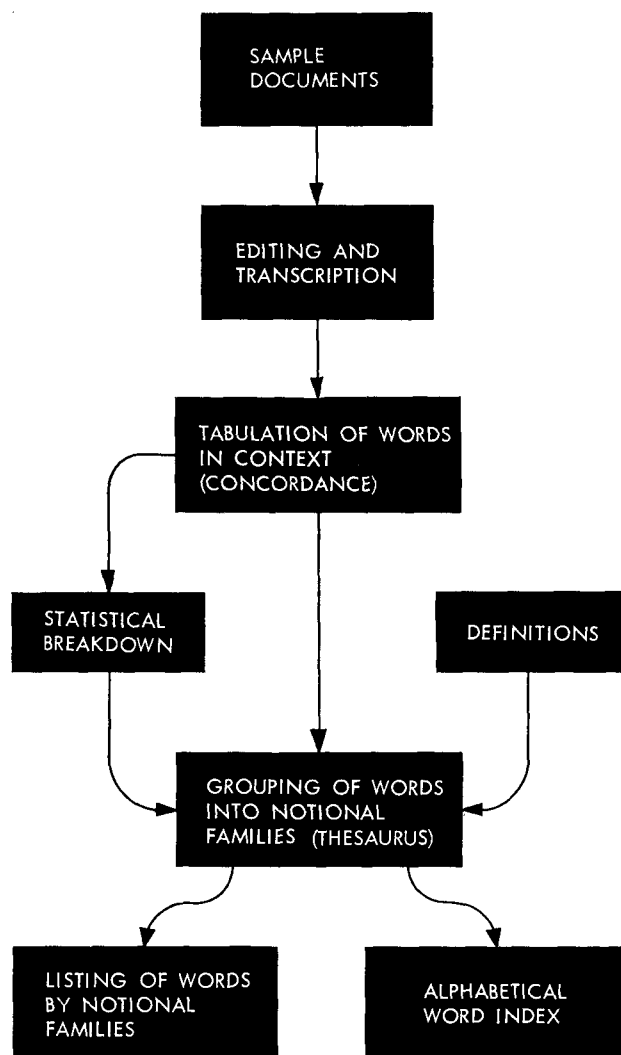 SAMPLE
DOCUMENTS
EDITING AND
TRANSCRIPTION
TABULATION OF WORDS
IN CONTEXT
(CONCORDANCE)
STATISTICAL
BREAKDOWN
DEFINITIONS
GROUPING OF WORDS
INTO NOTIONAL
FAMILIES (THESAURUS)
LISTING OF WORDS
BY NOTIONAL
FAMILIES
ALPHABETICAL
WORD INDEX